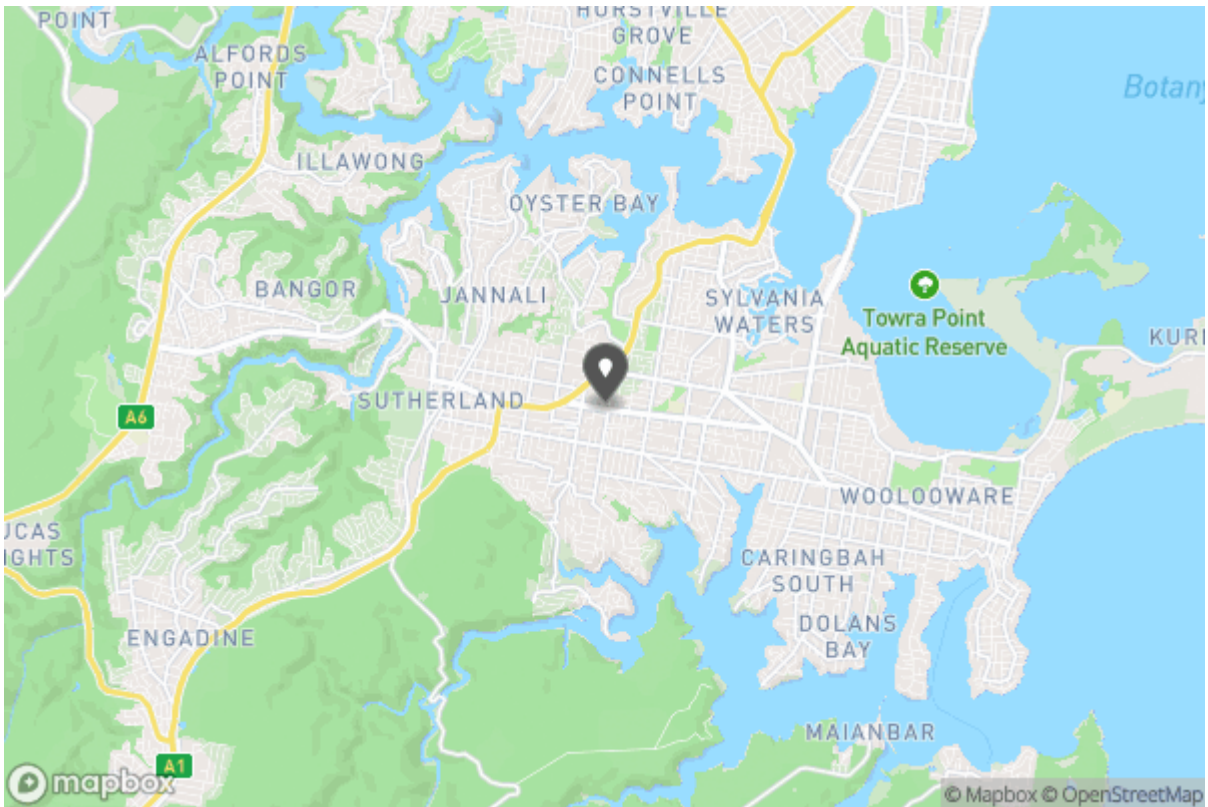 POINT
ALFORDS
POINT
HURSTVILLE
GROVE
CONNELLS
POINT
Botany
ILLAWONG
OYSTER BAY
BANGOR
JANNALI
SYLVANIA
WATERS
Towra Point
Aquatic Reserve
KURN
A6
SUTHERLAND
WOOLOOWARE
UCAS
IGHTS
CARINGBAH
SOUTH
ENGADINE
DOLANS
BAY
MAIANBAR
A1
mapbox
© Mapbox © OpenStreetMap